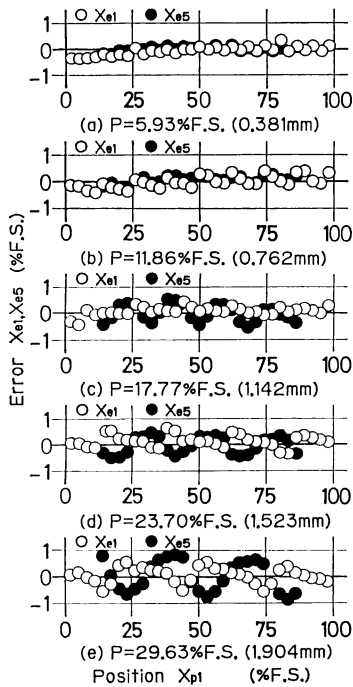 ○ Xe1 ● Xe5
1
0
-1
0 25 50 75 100
(a) P=5.93%F.S. (0.381mm)
○ Xe1 ● Xe5
1
0
-1
0 25 50 75 100
(b) P=11.86%F.S. (0.762mm)
○ Xe1 ● Xe5
1
0
-1
0 25 50 75 100
(c) P=17.77%F.S. (1.142mm)
○ Xe1 ● Xe5
1
0
-1
0 25 50 75 100
(d) P=23.70%F.S. (1.523mm)
○ Xe1 ● Xe5
1
0
-1
0 25 50 75 100
(e) P=29.63%F.S. (1.904mm)
Position Xp1 (%F.S.)
Error Xe1,Xe5 (%F.S.)